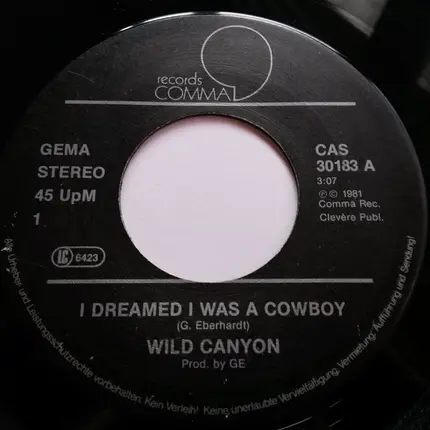 records
COMMA
GEMA
STEREO
45 UpM
1
CAS
30183 A
3:07
℗ © 1981
Comma Rec.
Clevère Publ.
LC 6423
I DREAMED I WAS A COWBOY
(G. Eberhardt)
WILD CANYON
Prod. by GE
Urheber und Leistungsschutzrechte vorbehalten Kein Verleih! Keine unerlaubte Vervielfältigung, Vermietung, Aufführung und Sendung!